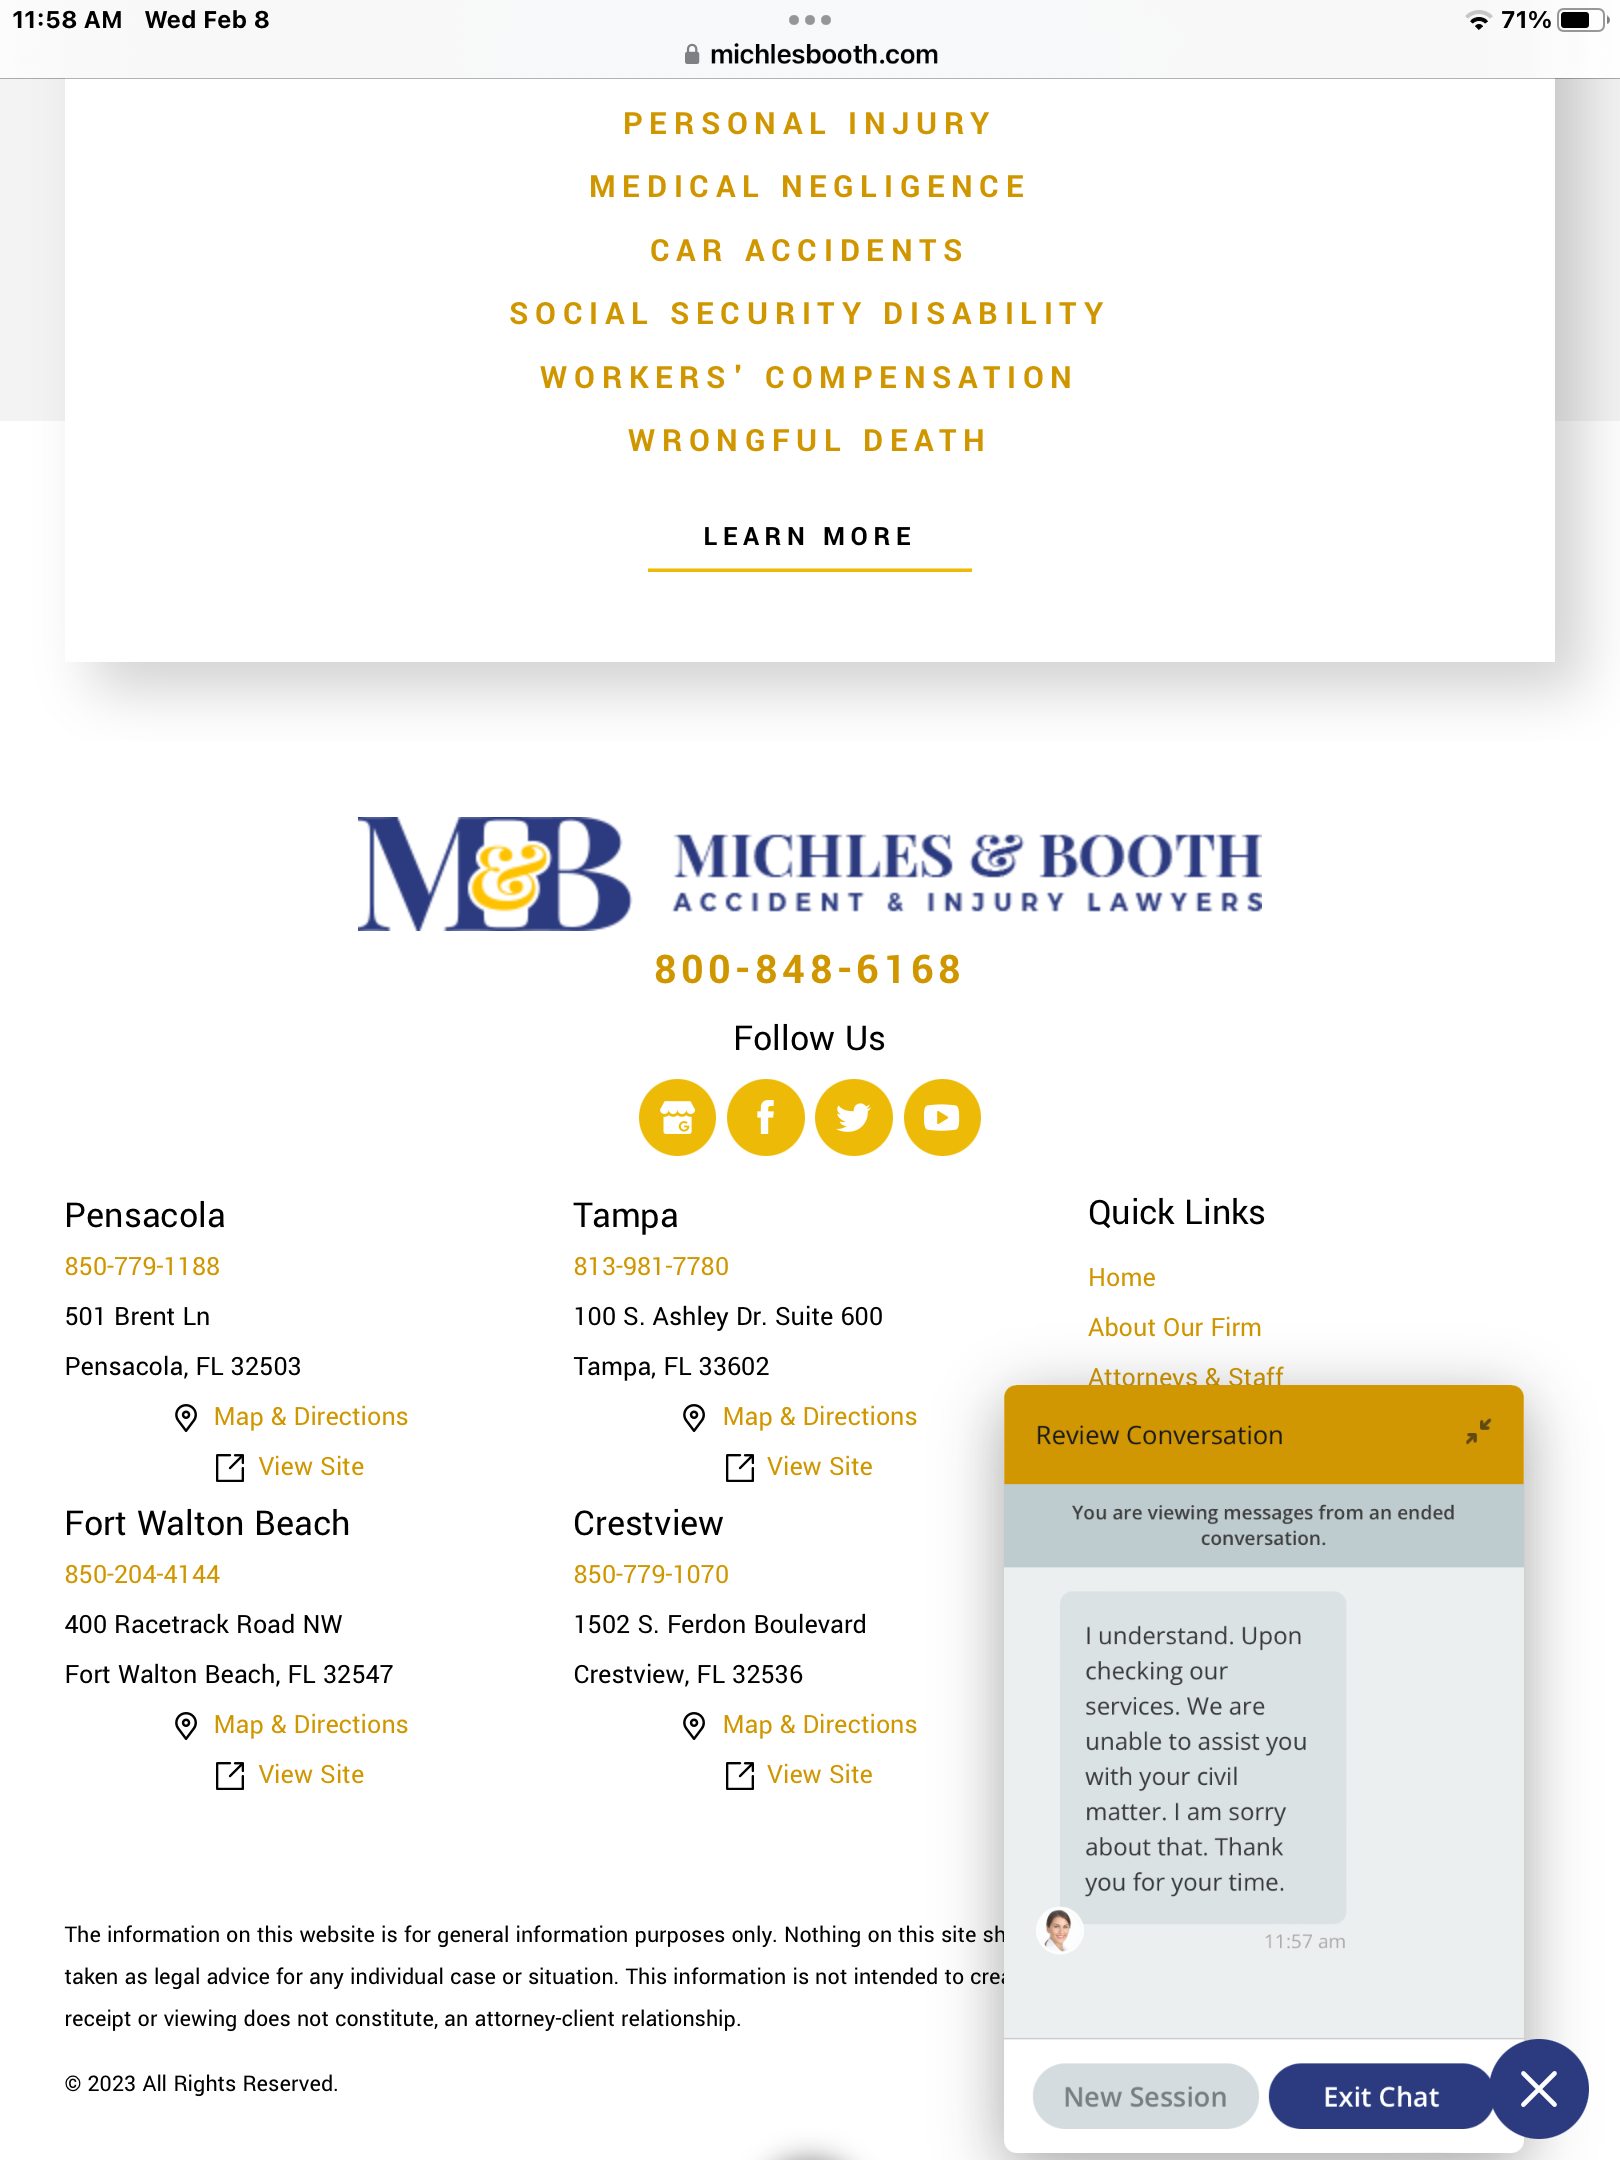 11:58 AM Wed Feb 8
71%
michlesbooth.com
PERSONAL INJURY
MEDICAL NEGLIGENCE
CAR ACCIDENTS
SOCIAL SECURITY DISABILITY
WORKERS' COMPENSATION
WRONGFUL DEATH
LEARN MORE
M&B
MICHLES & BOOTH
ACCIDENT & INJURY LAWYERS
800-848-6168
Follow Us
Pensacola
850-779-1188
501 Brent Ln
Pensacola, FL 32503
Map & Directions
View Site
Tampa
813-981-7780
100 S. Ashley Dr. Suite 600
Tampa, FL 33602
Map & Directions
View Site
Quick Links
Home
About Our Firm
Attorneys & Staff
Fort Walton Beach
850-204-4144
400 Racetrack Road NW
Fort Walton Beach, FL 32547
Map & Directions
View Site
Crestview
850-779-1070
1502 S. Ferdon Boulevard
Crestview, FL 32536
Map & Directions
View Site
The information on this website is for general information purposes only. Nothing on this site sh
taken as legal advice for any individual case or situation. This information is not intended to crea
receipt or viewing does not constitute, an attorney-client relationship.
© 2023 All Rights Reserved.
Review Conversation
You are viewing messages from an ended
conversation.
I understand. Upon
checking our
services. We are
unable to assist you
with your civil
matter. I am sorry
about that. Thank
you for your time.
11:57 am
New Session
Exit Chat